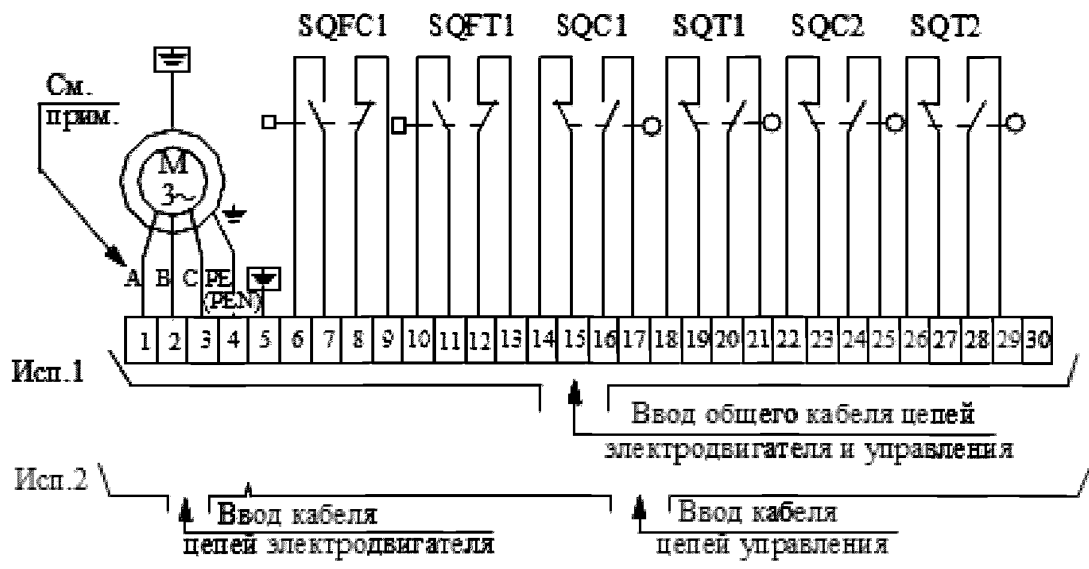 SQFC1 SQFT1 SQC1 SQT1 SQC2 SQT2
См.
прим.
М
3~
А В С РЕ
(PEN)
1 2 3 4 5 6 7 8 9 10 11 12 13 14 15 16 17 18 19 20 21 22 23 24 25 26 27 28 29 30
Исп.1
Ввод общего кабеля цепей
электродвигателя и управления
Исп.2
Ввод кабеля
цепей электродвигателя
Ввод кабеля
цепей управления